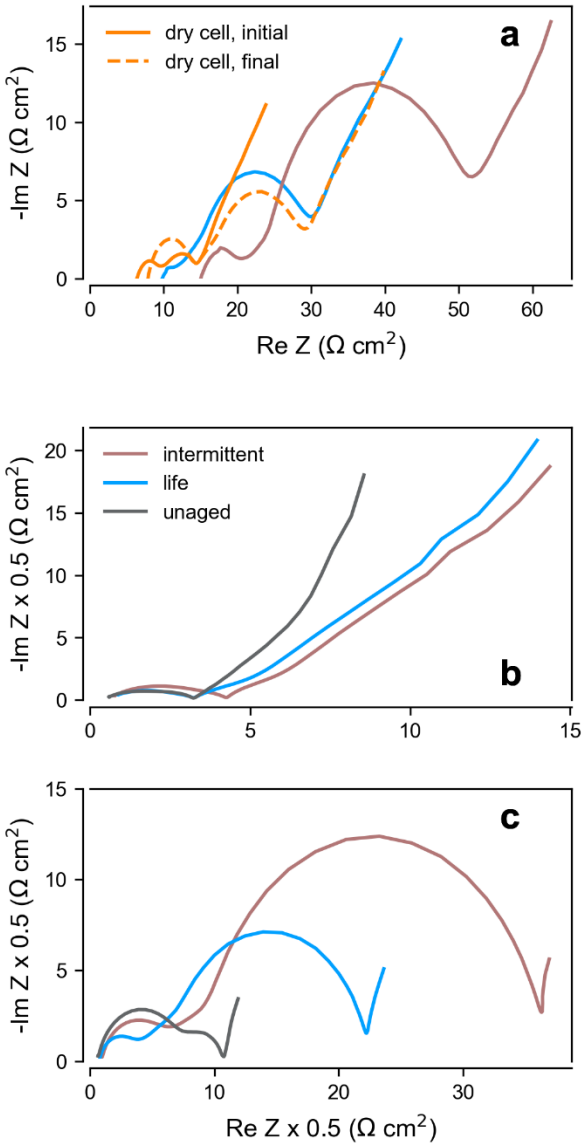 a
dry cell, initial
dry cell, final
-Im Z (Ω cm²)
15
10
5
0
0 10 20 30 40 50 60
Re Z (Ω cm²)
b
intermittent
life
unaged
-Im Z x 0.5 (Ω cm²)
20
15
10
5
0
0 5 10 15
c
-Im Z x 0.5 (Ω cm²)
15
10
5
0
0 10 20 30
Re Z x 0.5 (Ω cm²)